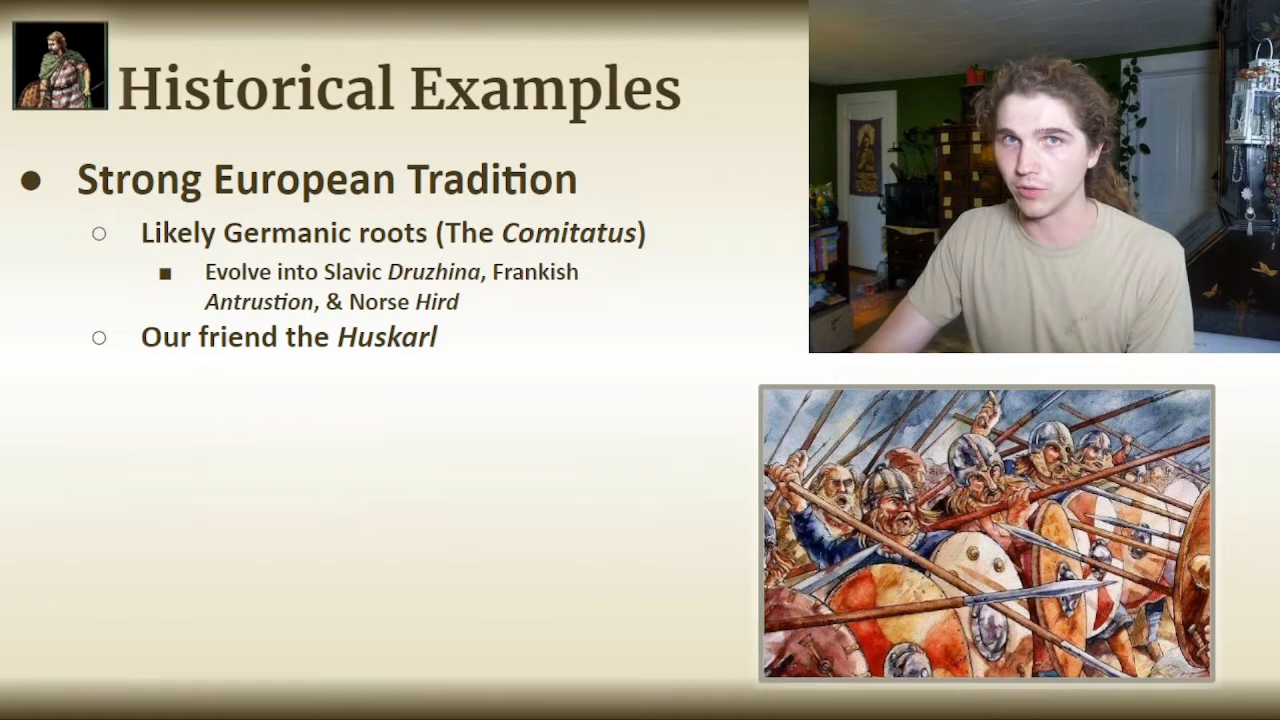 Historical Examples
● Strong European Tradition
○ Likely Germanic roots (The Comitatus)
■ Evolve into Slavic Druzhina, Frankish
Antrustion, & Norse Hird
○ Our friend the Huskarl